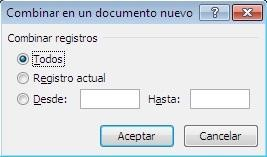 Combinar en un documento nuevo ? X
Combinar registros
Todos
Registro actual
Desde: Hasta:
Aceptar Cancelar